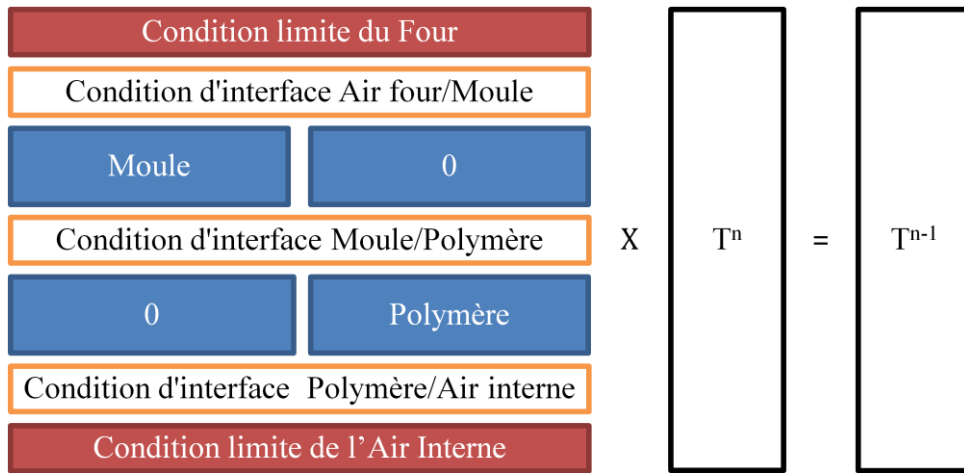 Condition limite du Four
Condition d'interface Air four/Moule
Moule 0
Condition d'interface Moule/Polymère X Tⁿ = Tⁿ⁻¹
0 Polymère
Condition d'interface Polymère/Air interne
Condition limite de l’Air Interne